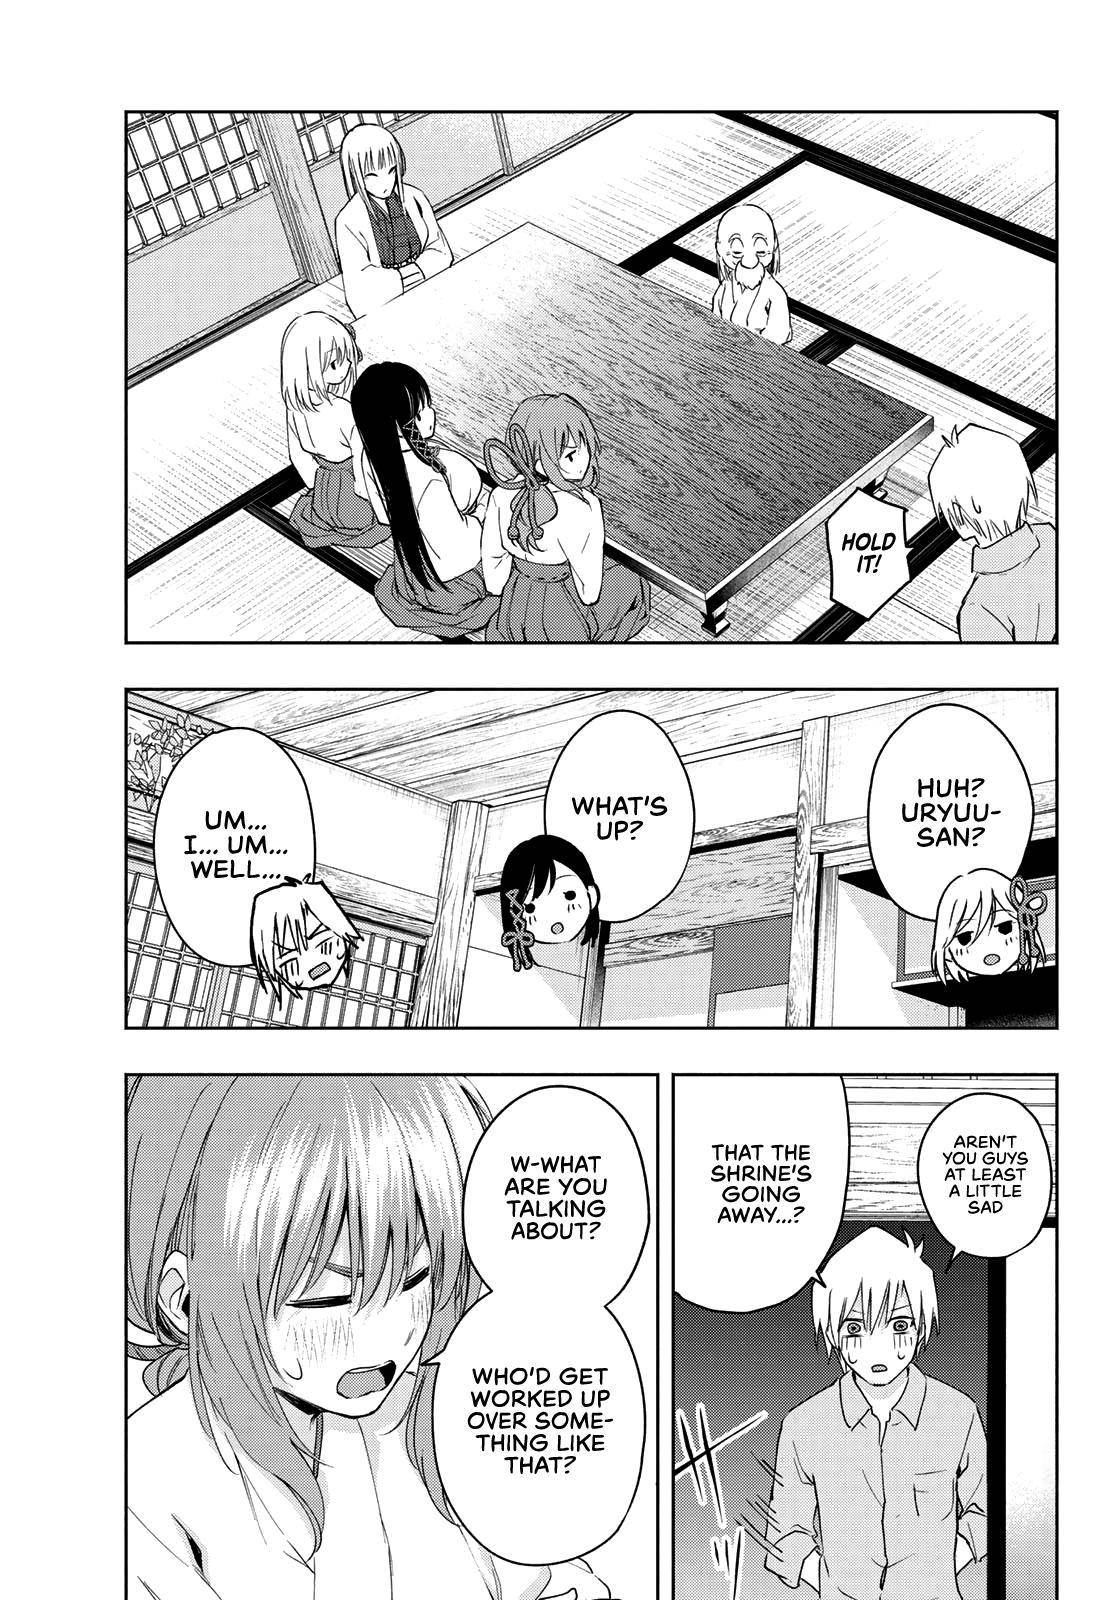 HOLD
IT!
HUH?
URYUU-
SAN?
WHAT'S
UP?
UM...
I... UM...
WELL...
AREN'T
YOU GUYS
AT LEAST
A LITTLE
SAD
THAT THE
SHRINE'S
GOING
AWAY...?
W-WHAT
ARE YOU
TALKING
ABOUT?
WHO'D GET
WORKED UP
OVER SOME-
THING LIKE
THAT?